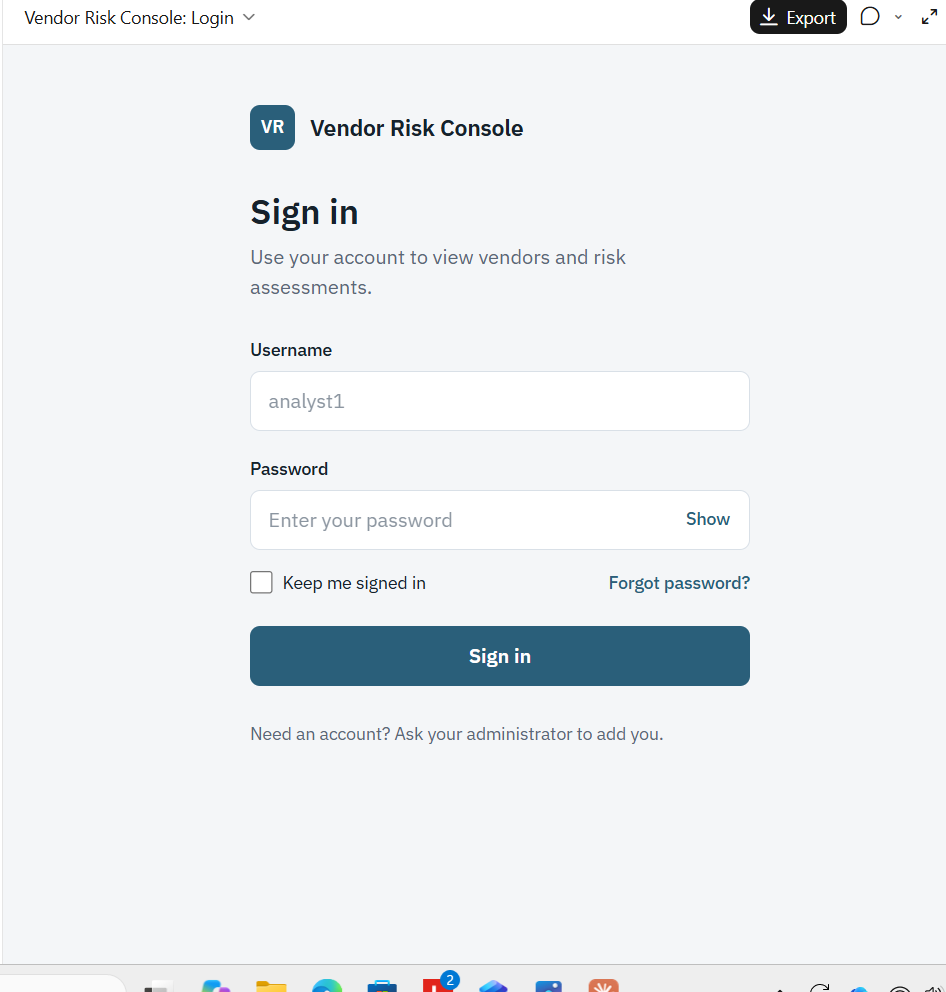 Vendor Risk Console: Login
Export
VR
Vendor Risk Console
Sign in
Use your account to view vendors and risk
assessments.
Username
analyst1
Password
Enter your password
Show
Keep me signed in
Forgot password?
Sign in
Need an account? Ask your administrator to add you.
2